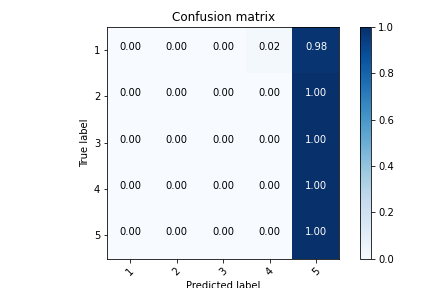 Confusion matrix
1 0.00 0.00 0.00 0.02 0.98
2 0.00 0.00 0.00 0.00 1.00
3 0.00 0.00 0.00 0.00 1.00
4 0.00 0.00 0.00 0.00 1.00
5 0.00 0.00 0.00 0.00 1.00
1 2 3 4 5
True label
Predicted label
1.0
0.8
0.6
0.4
0.2
0.0